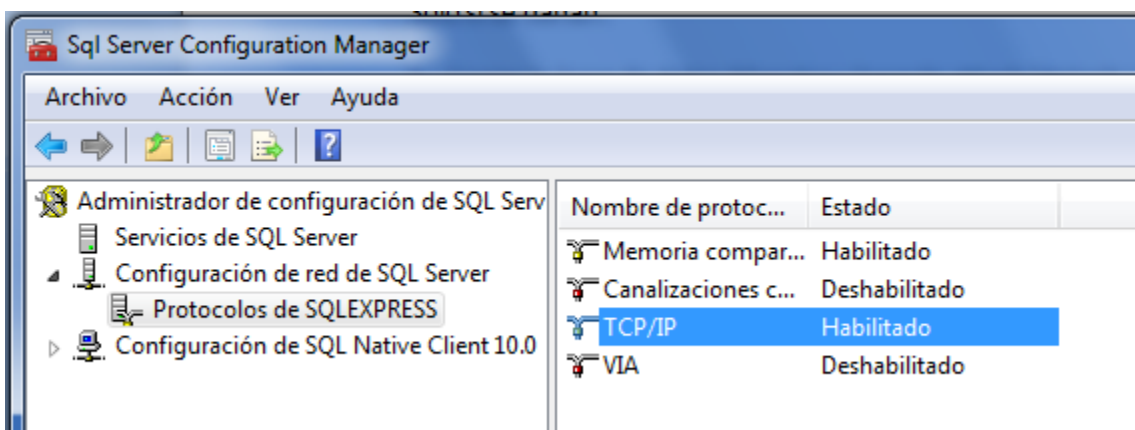 Sql Server Configuration Manager
Archivo Acción Ver Ayuda
Administrador de configuración de SQL Serv
Servicios de SQL Server
Configuración de red de SQL Server
Protocolos de SQLEXPRESS
Configuración de SQL Native Client 10.0
Nombre de protoc... Estado
Memoria compar... Habilitado
Canalizaciones c... Deshabilitado
TCP/IP Habilitado
VIA Deshabilitado